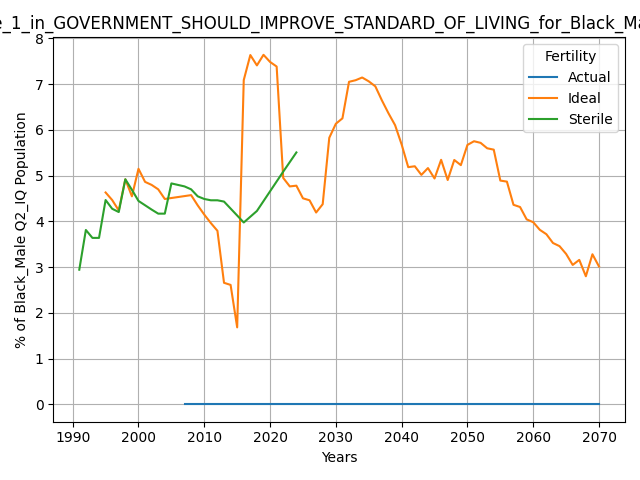 _1_in_GOVERNMENT_SHOULD_IMPROVE_STANDARD_OF_LIVING_for_Black_Ma
8
7
6
5
4
3
2
1
0
% of Black_Male Q2_IQ Population
Fertility
Actual
Ideal
Sterile
1990 2000 2010 2020 2030 2040 2050 2060 2070
Years